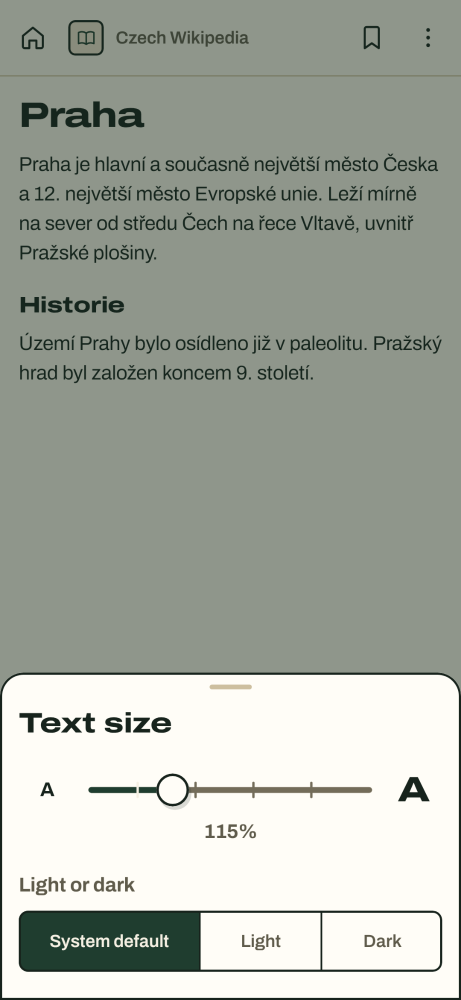 Czech Wikipedia
Praha
Praha je hlavní a současně největší město Česka
a 12. největší město Evropské unie. Leží mírně
na sever od středu Čech na řece Vltavě, uvnitř
Pražské plošiny.
Historie
Území Prahy bylo osídleno již v paleolitu. Pražský
hrad byl založen koncem 9. století.
Text size
A A
115%
Light or dark
System default Light Dark